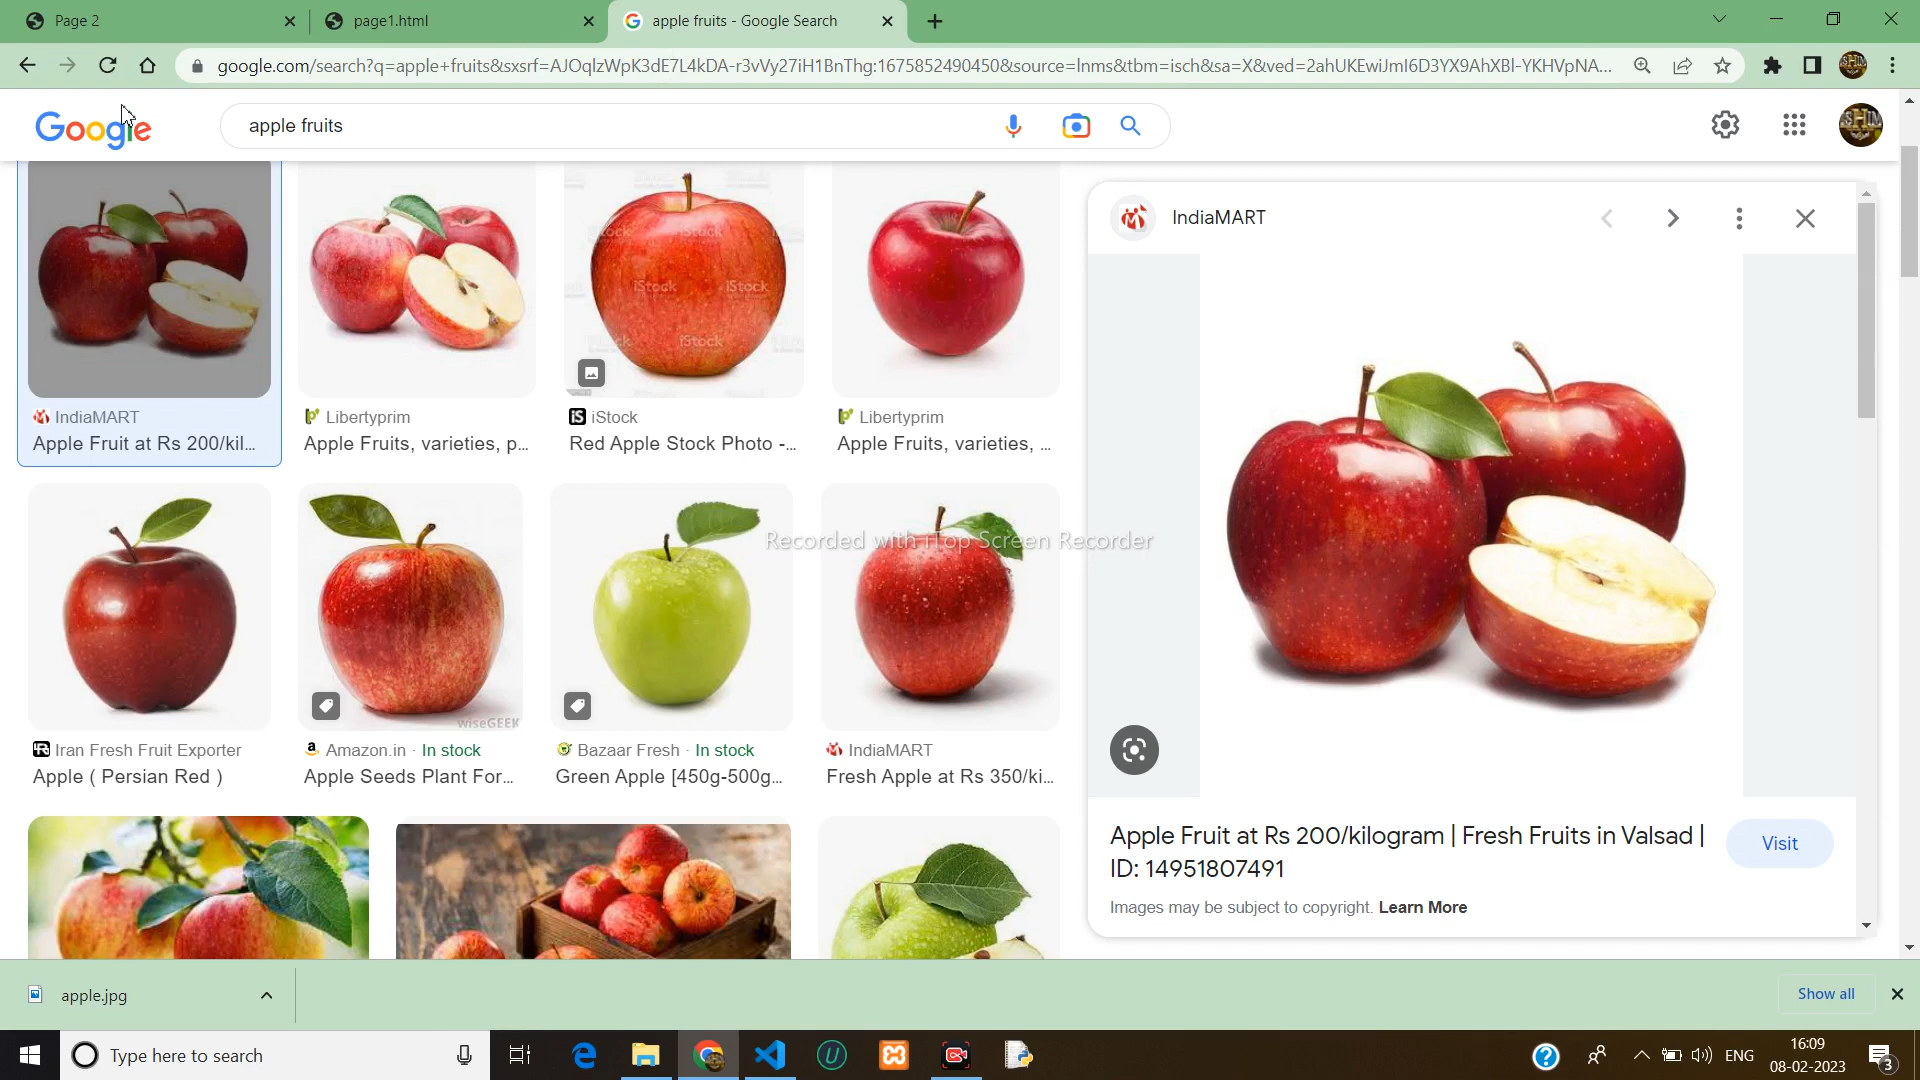 Page 2
page1.html
apple fruits - Google Search
google.com/search?q=apple+fruits&sxsrf=AJOqlzWpK3dE7L4kDA-r3vVy27iH1BnThg:1675852490450&source=lnms&tbm=isch&sa=X&ved=2ahUKEwiJmI6D3YX9AhXBl-YKHVpNA...
Google
apple fruits
IndiaMART
iStock
iStock
iStock
iStock
IndiaMART
Apple Fruit at Rs 200/kil...
Libertyprim
Apple Fruits, varieties, p...
iStock
Red Apple Stock Photo -...
Libertyprim
Apple Fruits, varieties, ...
Recorded with iTop Screen Recorder
wiseGEEK
Iran Fresh Fruit Exporter
Apple ( Persian Red )
Amazon.in · In stock
Apple Seeds Plant For...
Bazaar Fresh · In stock
Green Apple [450g-500g...
IndiaMART
Fresh Apple at Rs 350/ki...
Apple Fruit at Rs 200/kilogram | Fresh Fruits in Valsad |
ID: 14951807491
Visit
Images may be subject to copyright. Learn More
apple.jpg
Show all
Type here to search
ENG
16:09
08-02-2023
3